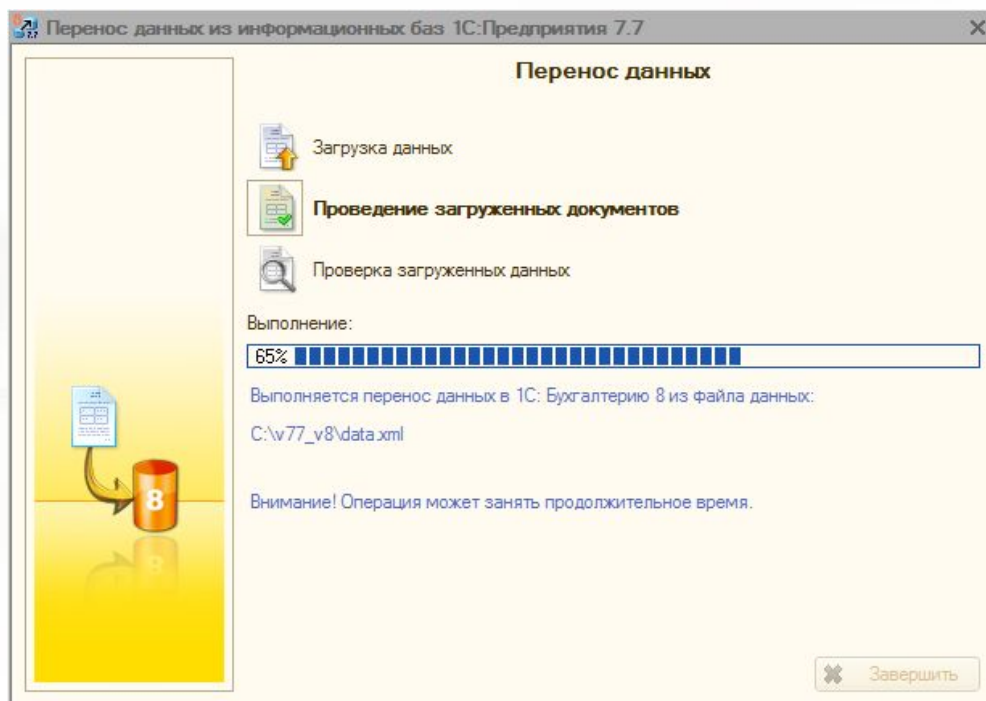 Перенос данных из информационных баз 1С:Предприятия 7.7
Перенос данных
Загрузка данных
Проведение загруженных документов
Проверка загруженных данных
Выполнение:
65%
Выполняется перенос данных в 1С: Бухгалтерию 8 из файла данных:
C:\v77_v8\data.xml
8
Внимание! Операция может занять продолжительное время.
Завершить